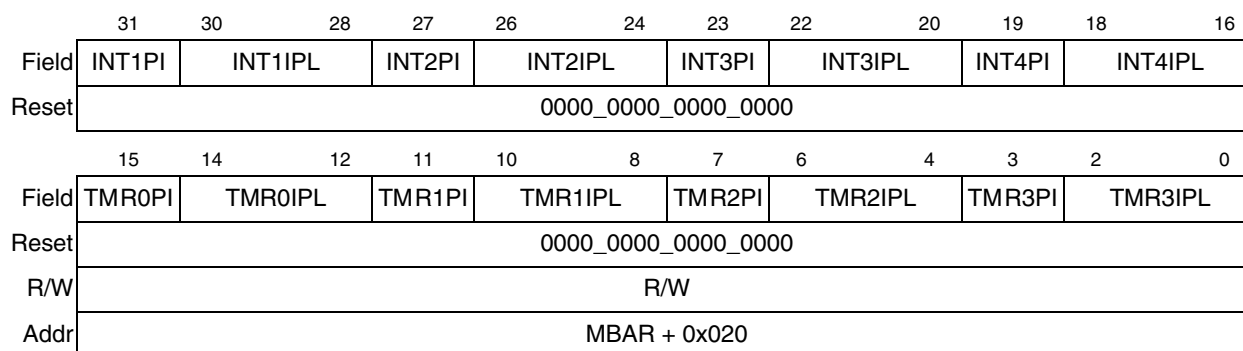 31 30 28 27 26 24 23 22 20 19 18 16
Field INT1PI INT1IPL INT2PI INT2IPL INT3PI INT3IPL INT4PI INT4IPL
Reset 0000_0000_0000_0000
15 14 12 11 10 8 7 6 4 3 2 0
Field TMR0PI TMR0IPL TMR1PI TMR1IPL TMR2PI TMR2IPL TMR3PI TMR3IPL
Reset 0000_0000_0000_0000
R/W R/W
Addr MBAR + 0x020